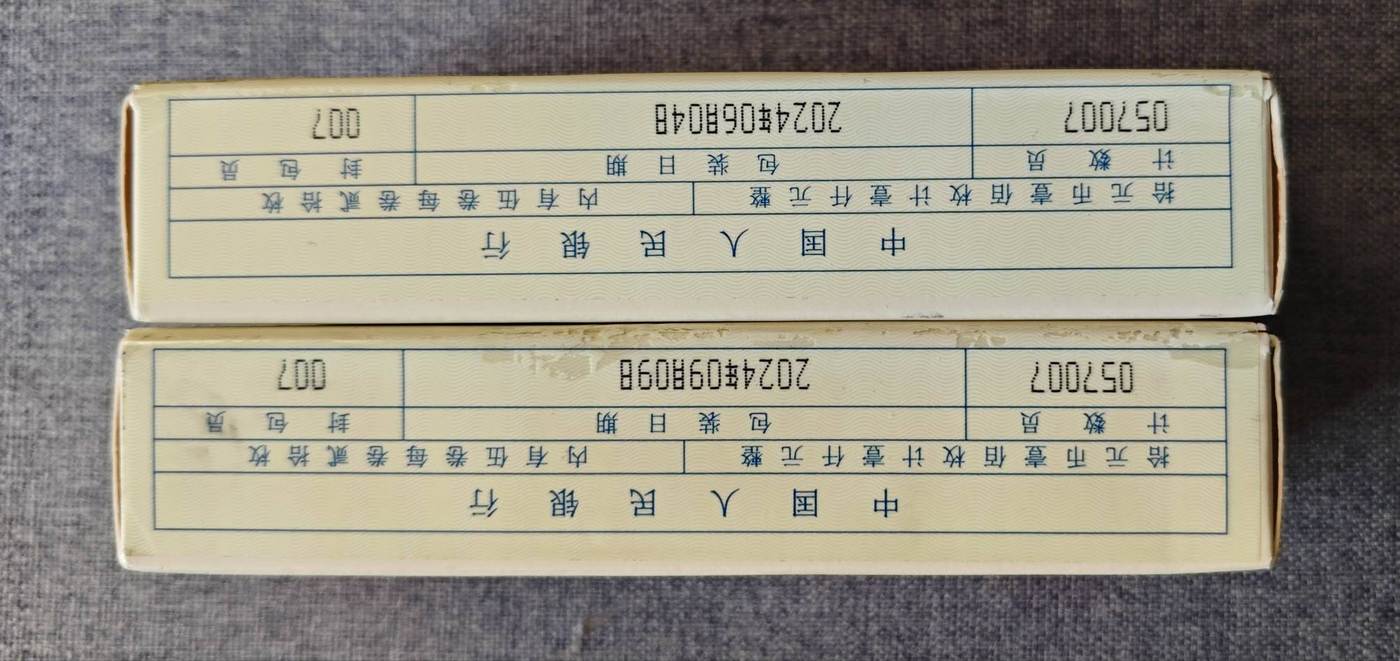 中国人民银行
拾元币壹佰枚计壹仟元整 内有伍卷每卷贰拾枚
计数员 包装日期 封包员
057007 2024年09月09日 007
中国人民银行
拾元币壹佰枚计壹仟元整 内有伍卷每卷贰拾枚
计数员 包装日期 封包员
057007 2024年06月04日 007